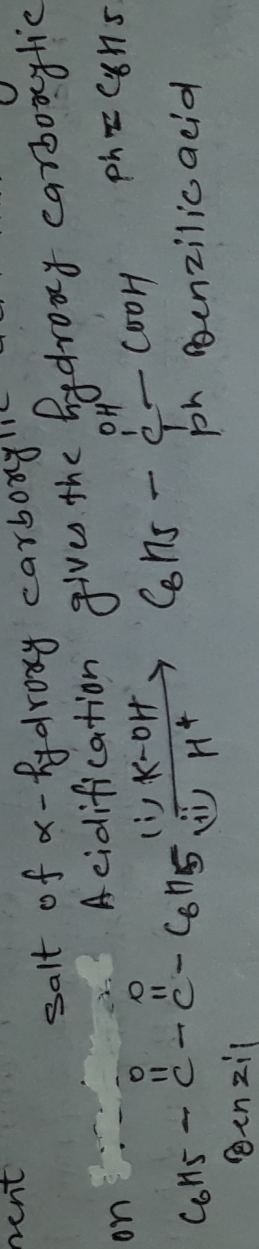 salt of α-hydroxy carboxylic
on Acidification gives the hydroxy carboxylic
O O OH
C6H5 - C - C - C6H5 (i) K-OH (ii) H+ → C6H5 - C - COOH ph = C6H5
Benzil ph Benzilic acid